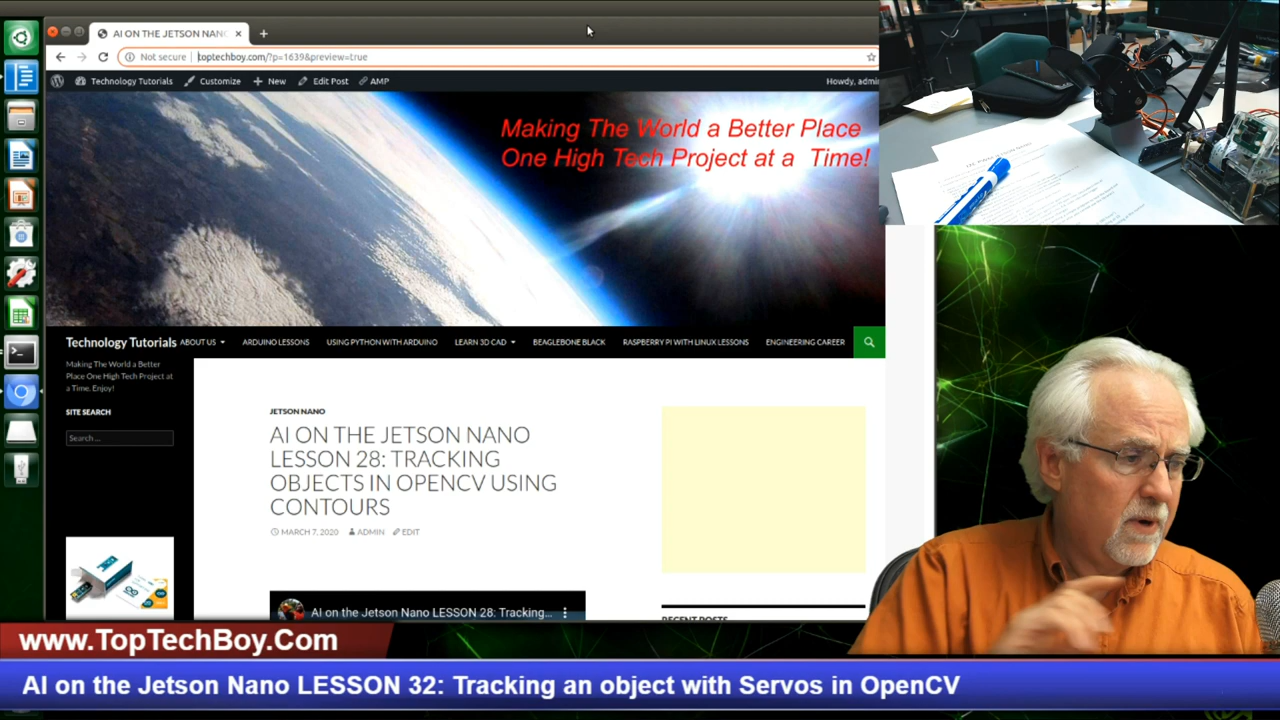 AI ON THE JETSON NANO
Not secure
toptechboy.com/?p=1639&preview=true
Technology Tutorials
Customize
New
Edit Post
AMP
Howdy, admin
Making The World a Better Place
One High Tech Project at a Time!
Technology Tutorials
ABOUT US
ARDUINO LESSONS
USING PYTHON WITH ARDUINO
LEARN 3D CAD
BEAGLEBONE BLACK
RASPBERRY PI WITH LINUX LESSONS
ENGINEERING CAREER
Making The World a Better
Place One High Tech Project at
a Time. Enjoy!
SITE SEARCH
Search ...
JETSON NANO
AI ON THE JETSON NANO
LESSON 28: TRACKING
OBJECTS IN OPENCV USING
CONTOURS
MARCH 7, 2020
ADMIN
EDIT
AI on the Jetson Nano LESSON 28: Tracking...
RECENT POSTS
www.TopTechBoy.Com
AI on the Jetson Nano LESSON 32: Tracking an object with Servos in OpenCV